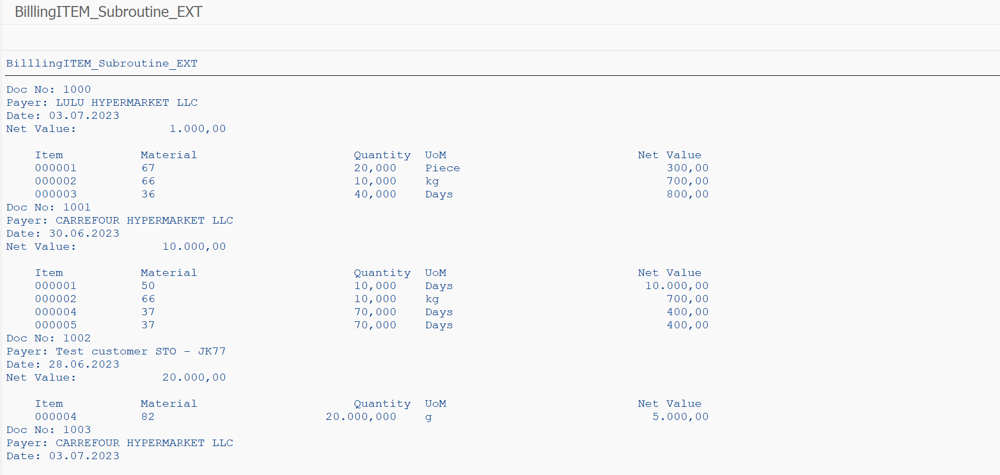 BilllingITEM_Subroutine_EXT
BilllingITEM_Subroutine_EXT
Doc No: 1000
Payer: LULU HYPERMARKET LLC
Date: 03.07.2023
Net Value: 1.000,00
Item Material Quantity UoM Net Value
000001 67 20,000 Piece 300,00
000002 66 10,000 kg 700,00
000003 36 40,000 Days 800,00
Doc No: 1001
Payer: CARREFOUR HYPERMARKET LLC
Date: 30.06.2023
Net Value: 10.000,00
Item Material Quantity UoM Net Value
000001 50 10,000 Days 10.000,00
000002 66 10,000 kg 700,00
000004 37 70,000 Days 400,00
000005 37 70,000 Days 400,00
Doc No: 1002
Payer: Test customer STO - JK77
Date: 28.06.2023
Net Value: 20.000,00
Item Material Quantity UoM Net Value
000004 82 20.000,000 g 5.000,00
Doc No: 1003
Payer: CARREFOUR HYPERMARKET LLC
Date: 03.07.2023